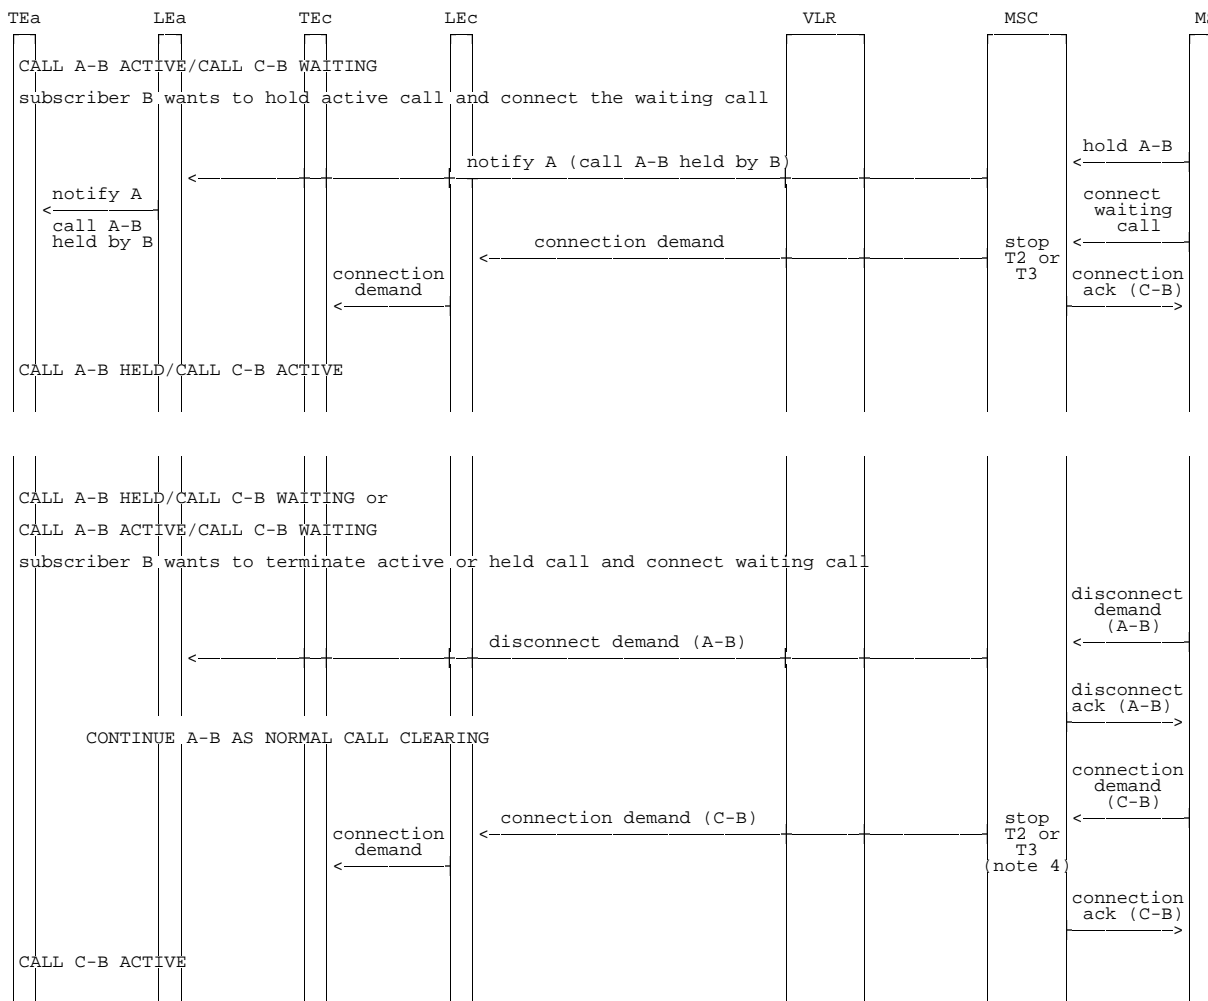 TEa LEa TEc LEc VLR MSC
CALL A-B ACTIVE/CALL C-B WAITING
subscriber B wants to hold active call and connect the waiting call
hold A-B
notify A (call A-B held by B)
notify A
call A-B
held by B
connect
waiting
call
connection demand
stop
T2 or
T3
connection
demand
connection
ack (C-B)
CALL A-B HELD/CALL C-B ACTIVE
CALL A-B HELD/CALL C-B WAITING or
CALL A-B ACTIVE/CALL C-B WAITING
subscriber B wants to terminate active or held call and connect waiting call
disconnect
demand
(A-B)
disconnect demand (A-B)
disconnect
ack (A-B)
CONTINUE A-B AS NORMAL CALL CLEARING
connection
demand
(C-B)
connection demand (C-B)
stop
T2 or
T3
(note 4)
connection
demand
connection
ack (C-B)
CALL C-B ACTIVE